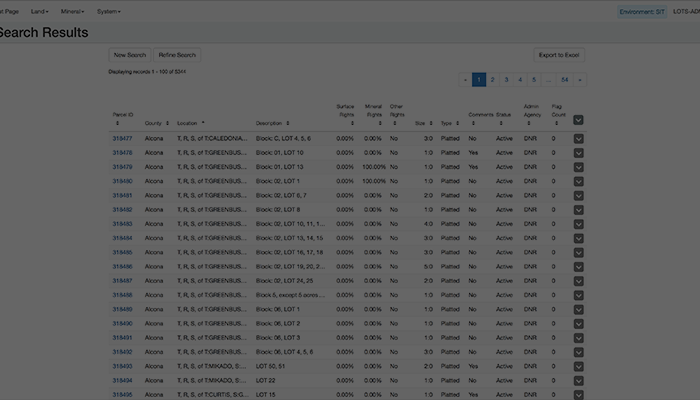 Page Land Mineral System Environment: SIT
Search Results
New Search Refine Search Export to Excel
Displaying records 1 - 100 of
« 1 2 3 4 5 ... 54 »
Parcel ID County Location Description Surface Rights Mineral Rights Other Rights Size Type Comments Status Admin Agency Flag Count
318477 Alcona T, R, S, of T:CALEDONIA... Block: C, LOT 4, 5, 6 0.00% 0.00% No 3.0 Platted No Active DNR 0
318478 Alcona T, R, S, of T:GREENBUS... Block: 01, LOT 10 0.00% 0.00% No 1.0 Platted Yes Active DNR 0
318479 Alcona T, R, S, of T:GREENBUS... Block: 01, LOT 13 0.00% 100.00% No 1.0 Platted Yes Active DNR 0
318480 Alcona T, R, S, of T:GREENBUS... Block: 02, LOT 1 0.00% 100.00% No 1.0 Platted No Active DNR 0
318481 Alcona T, R, S, of T:GREENBUS... Block: 02, LOT 6, 7 0.00% 0.00% No 2.0 Platted No Active DNR 0
318482 Alcona T, R, S, of T:GREENBUS... Block: 02, LOT 8 0.00% 0.00% No 1.0 Platted No Active DNR 0
318483 Alcona T, R, S, of T:GREENBUS... Block: 02, LOT 10, 11, 1... 0.00% 0.00% No 4.0 Platted No Active DNR 0
318484 Alcona T, R, S, of T:GREENBUS... Block: 02, LOT 13, 14, 15 0.00% 0.00% No 3.0 Platted No Active DNR 0
318485 Alcona T, R, S, of T:GREENBUS... Block: 02, LOT 16, 17, 18 0.00% 0.00% No 3.0 Platted No Active DNR 0
318486 Alcona T, R, S, of T:GREENBUS... Block: 02, LOT 19, 20, 2... 0.00% 0.00% No 5.0 Platted No Active DNR 0
318487 Alcona T, R, S, of T:GREENBUS... Block: 02, LOT 24, 25 0.00% 0.00% No 2.0 Platted No Active DNR 0
318488 Alcona T, R, S, of T:GREENBUS... Block 5, except 5 acres ... 0.00% 0.00% No 1.0 Platted No Active DNR 0
318489 Alcona T, R, S, of T:GREENBUS... Block: 06, LOT 1 0.00% 0.00% No 1.0 Platted No Active DNR 0
318490 Alcona T, R, S, of T:GREENBUS... Block: 06, LOT 2 0.00% 0.00% No 1.0 Platted No Active DNR 0
318491 Alcona T, R, S, of T:GREENBUS... Block: 06, LOT 3 0.00% 0.00% No 1.0 Platted No Active DNR 0
318492 Alcona T, R, S, of T:GREENBUS... Block: 06, LOT 4, 5, 6 0.00% 0.00% No 3.0 Platted No Active DNR 0
318493 Alcona T, R, S, of T:MIKADO, S:... LOT 50, 51 0.00% 0.00% No 2.0 Platted Yes Active DNR 0
318494 Alcona T, R, S, of T:MIKADO, S:... LOT 22 0.00% 0.00% No 1.0 Platted No Active DNR 0
318495 Alcona T, R, S, of T:CURTIS, S:G... LOT 15 0.00% 0.00% No 1.0 Platted Yes Active DNR 0